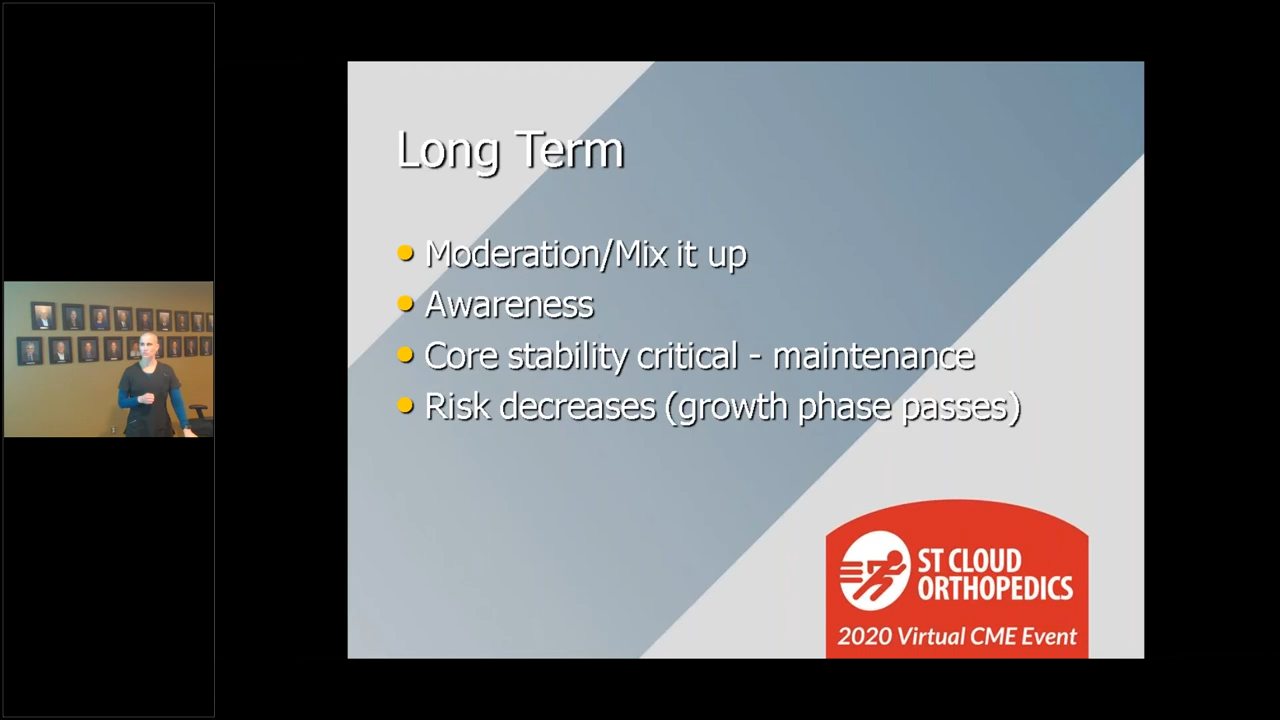 Long Term
Moderation/Mix it up
Awareness
Core stability critical - maintenance
Risk decreases (growth phase passes)
ST CLOUD
ORTHOPEDICS
2020 Virtual CME Event